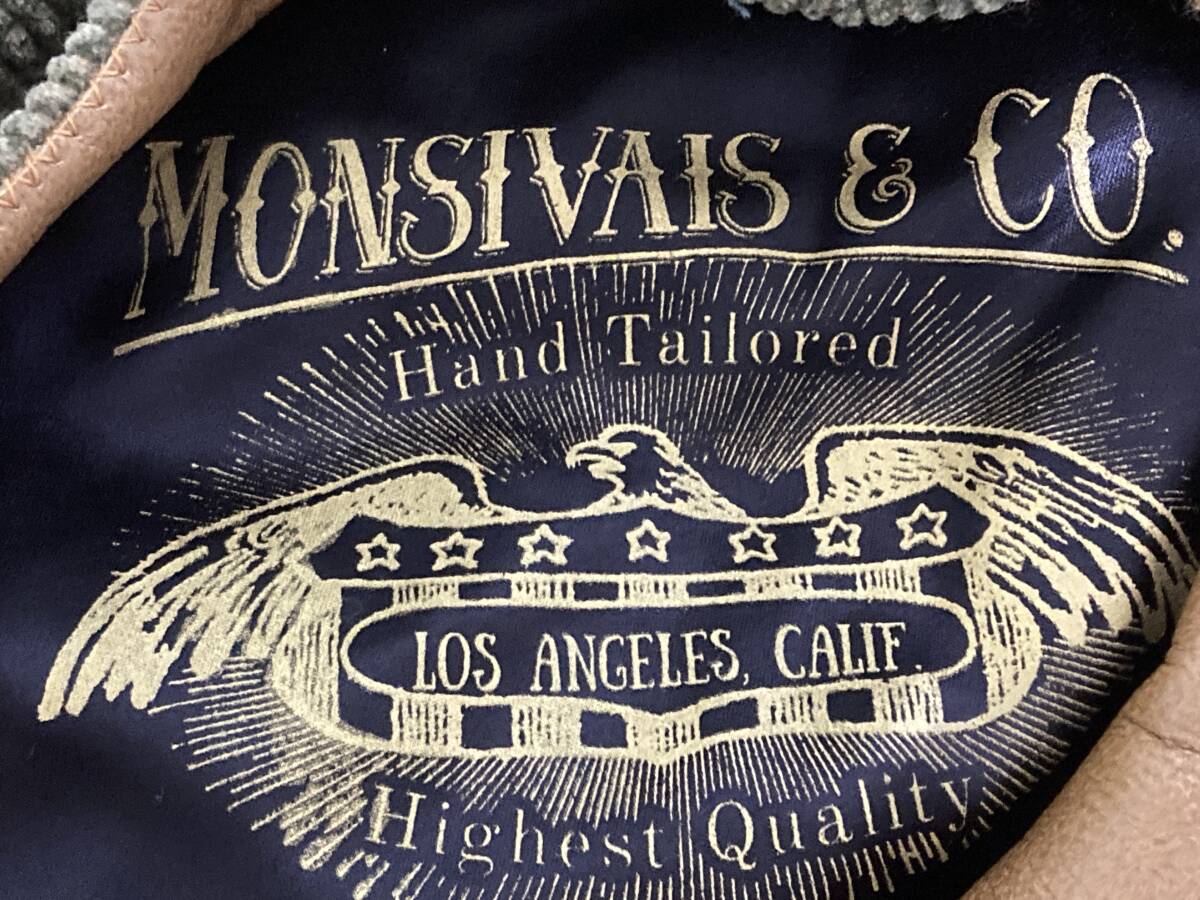 MONSIVAIS & CO.
Hand Tailored
LOS ANGELES, CALIF.
Highest Quality